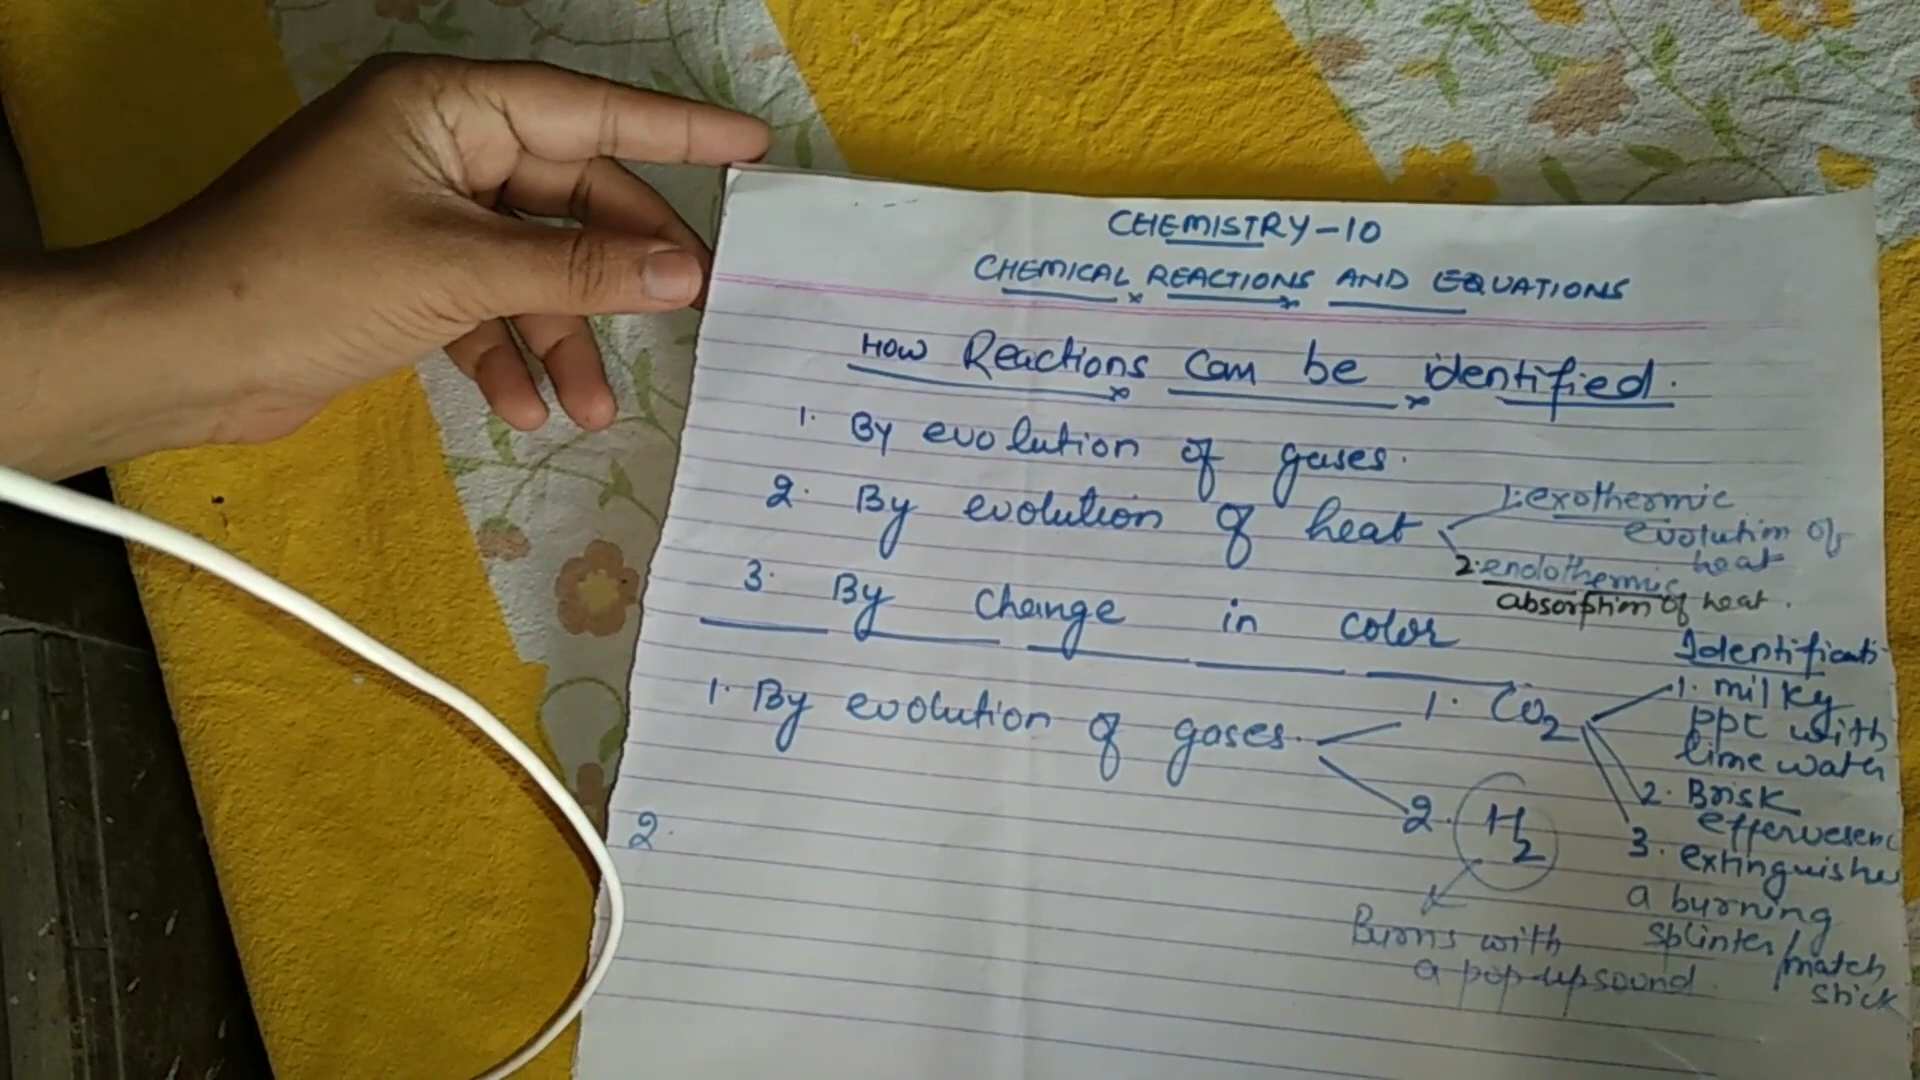 CHEMISTRY-10
CHEMICAL REACTIONS AND EQUATIONS
HOW Reactions can be identified.
1. By evolution of gases.
2. By evolution of heat
1. exothermic
evolution of
heat
2. endothermic
absorption of heat.
3. By Change in color
1. By evolution of gases.
1. CO2
Identificati
1. milky
ppt with
lime water
2. Brisk
effervesenc
3. extinguishes
a burning
splinter/match
stick
2. H2
Burns with
a pop-up sound.
2.